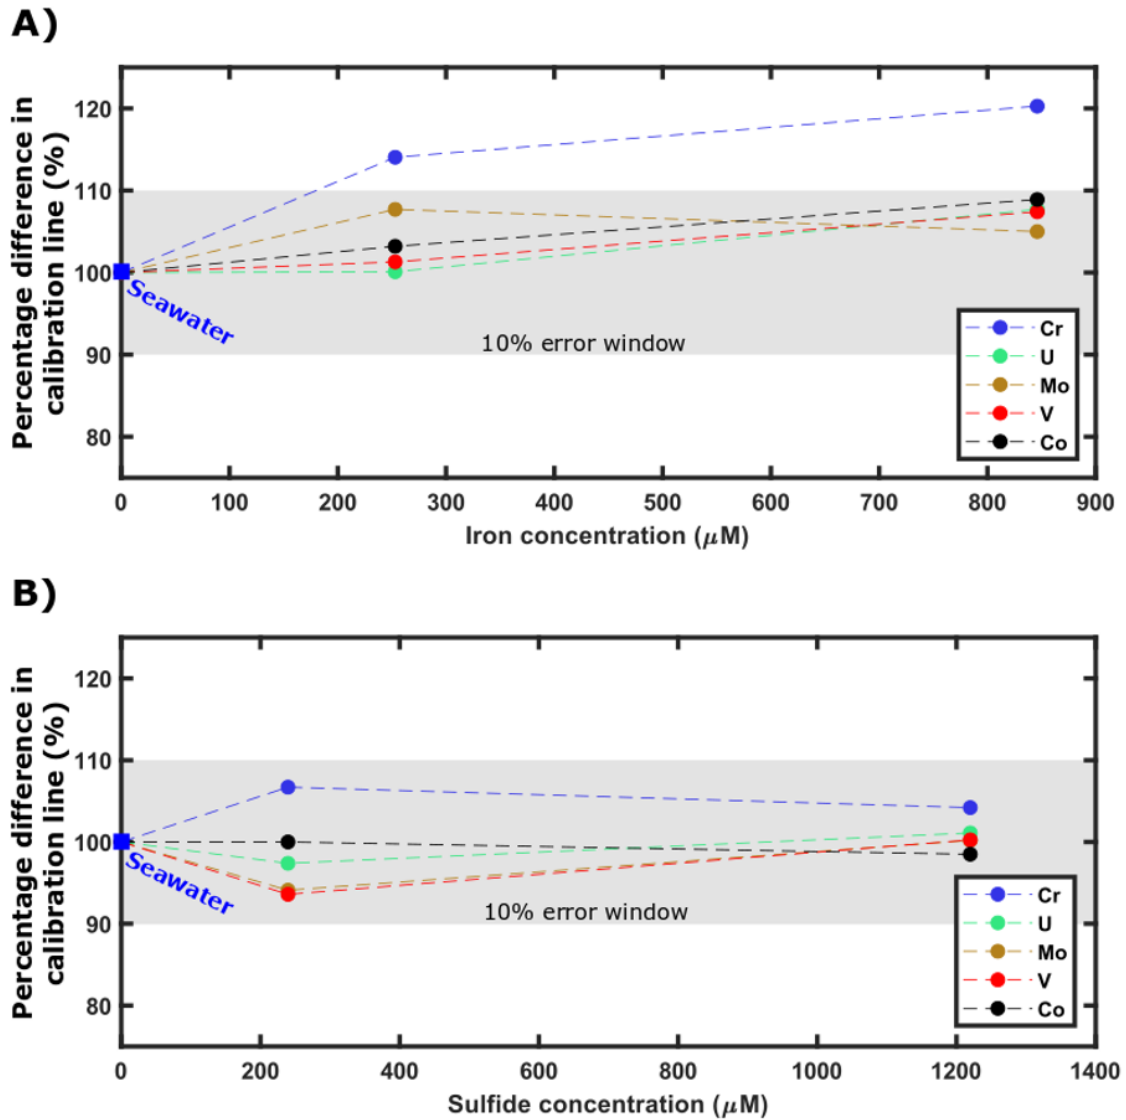 A)
Percentage difference in
calibration line (%)
120
110
100
90
80
Seawater
10% error window
Cr
U
Mo
V
Co
0 100 200 300 400 500 600 700 800 900
Iron concentration (μM)
B)
Percentage difference in
calibration line (%)
120
110
100
90
80
Seawater
10% error window
Cr
U
Mo
V
Co
0 200 400 600 800 1000 1200 1400
Sulfide concentration (μM)